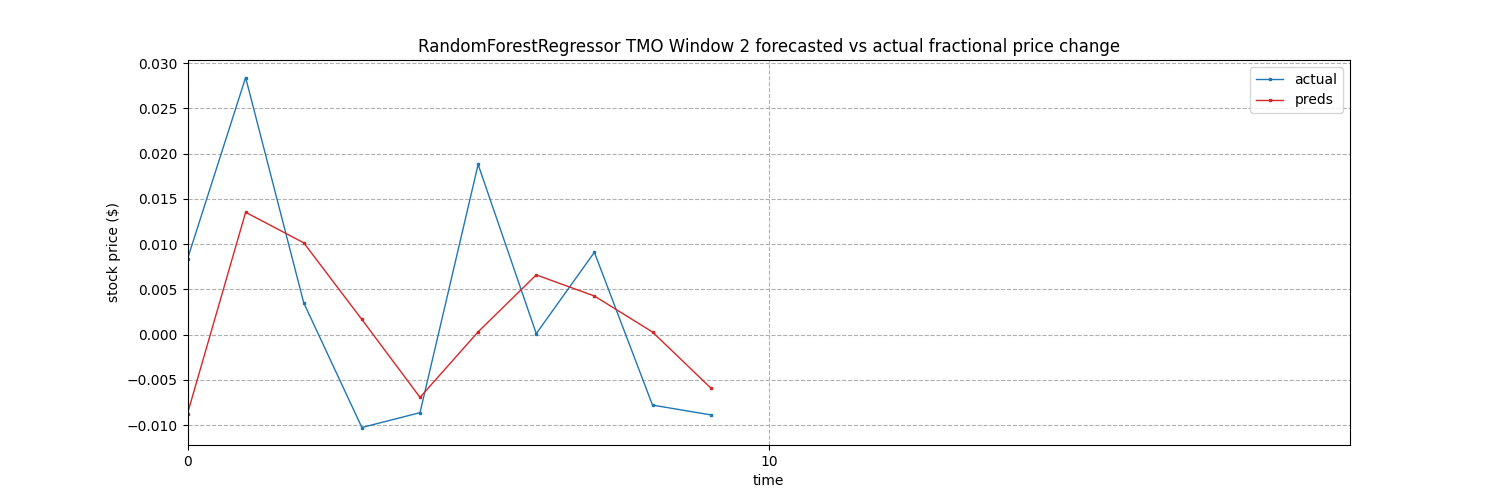 RandomForestRegressor TMO Window 2 forecasted vs actual fractional price change
0.030
0.025
0.020
0.015
0.010
0.005
0.000
−0.005
−0.010
stock price ($)
actual
preds
0
10
time